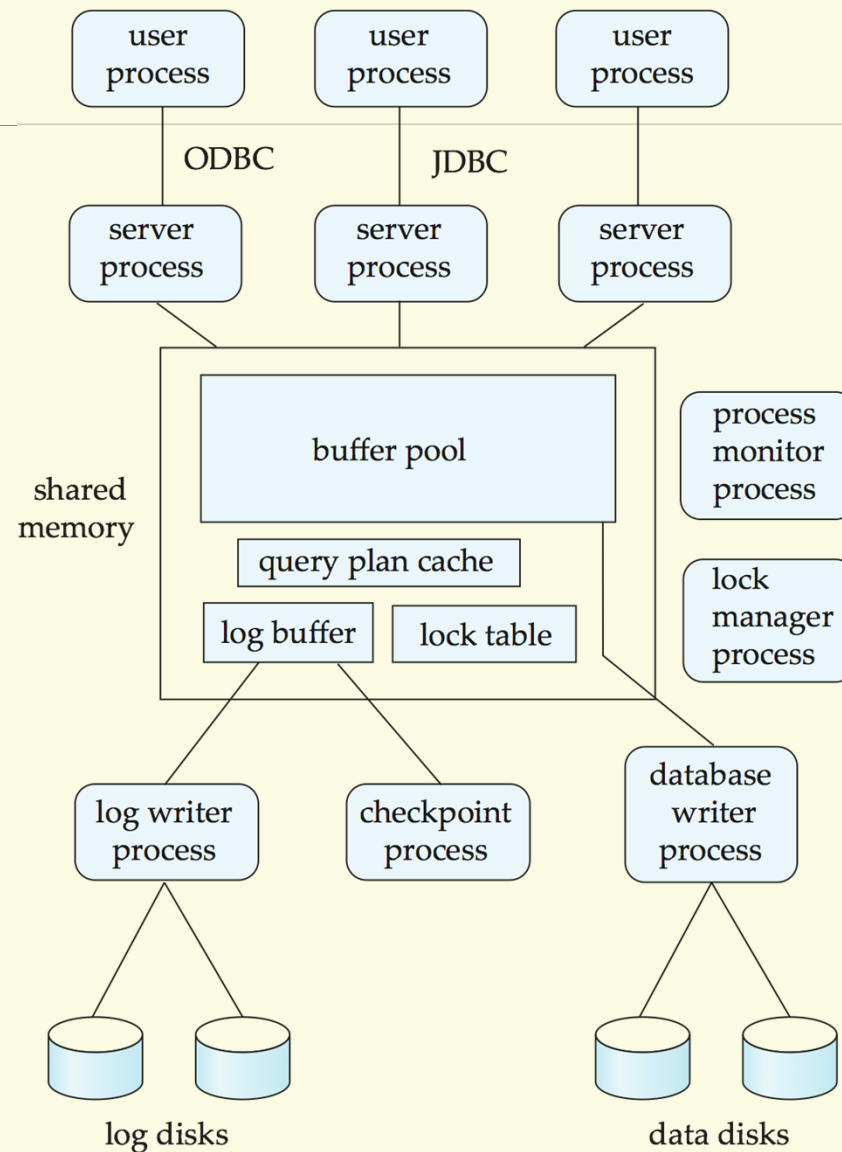 user
process
user
process
user
process
ODBC
JDBC
server
process
server
process
server
process
buffer pool
process
monitor
process
shared
memory
query plan cache
lock
manager
process
log buffer
lock table
log writer
process
checkpoint
process
database
writer
process
log disks
data disks